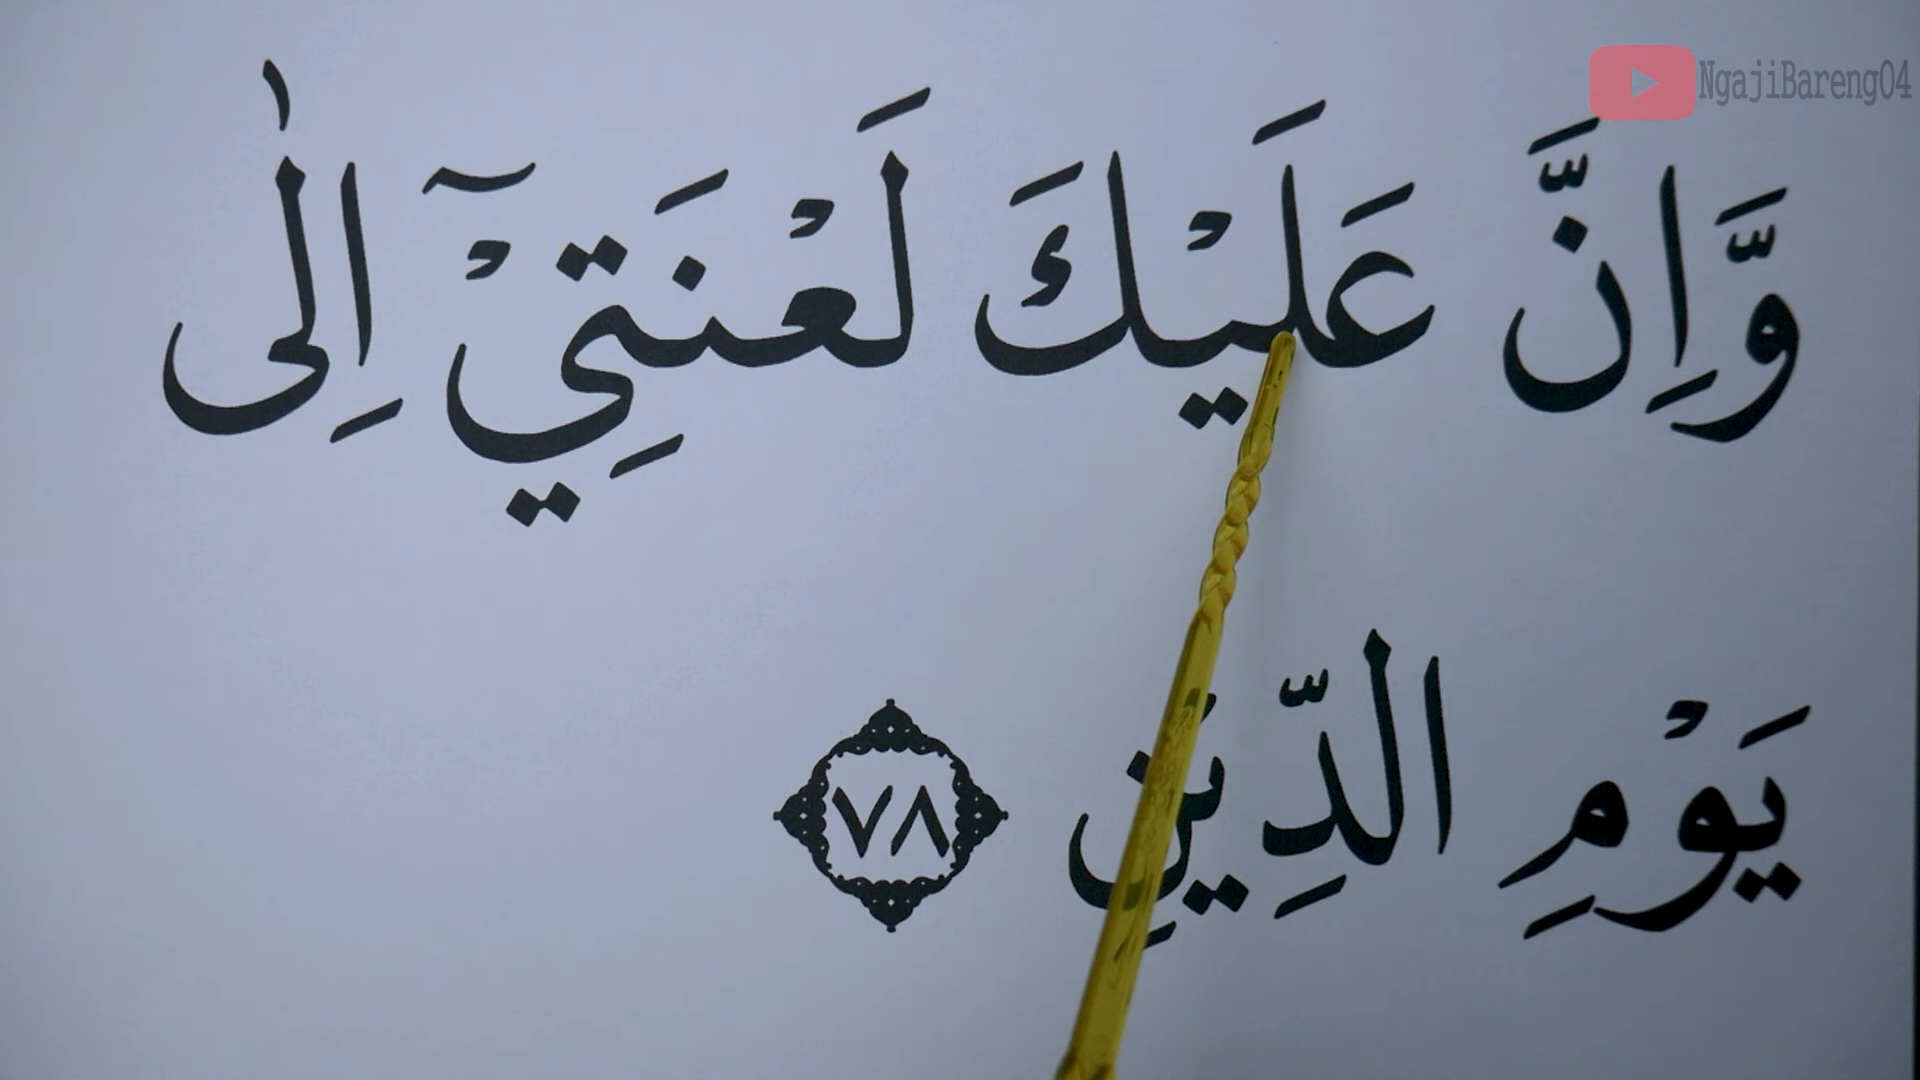 NgajiBareng04
وَّاِنَّ عَلَيْكَ لَعْنَتِيْٓ اِلٰى
يَوْمِ الدِّيْنِ ٧٨